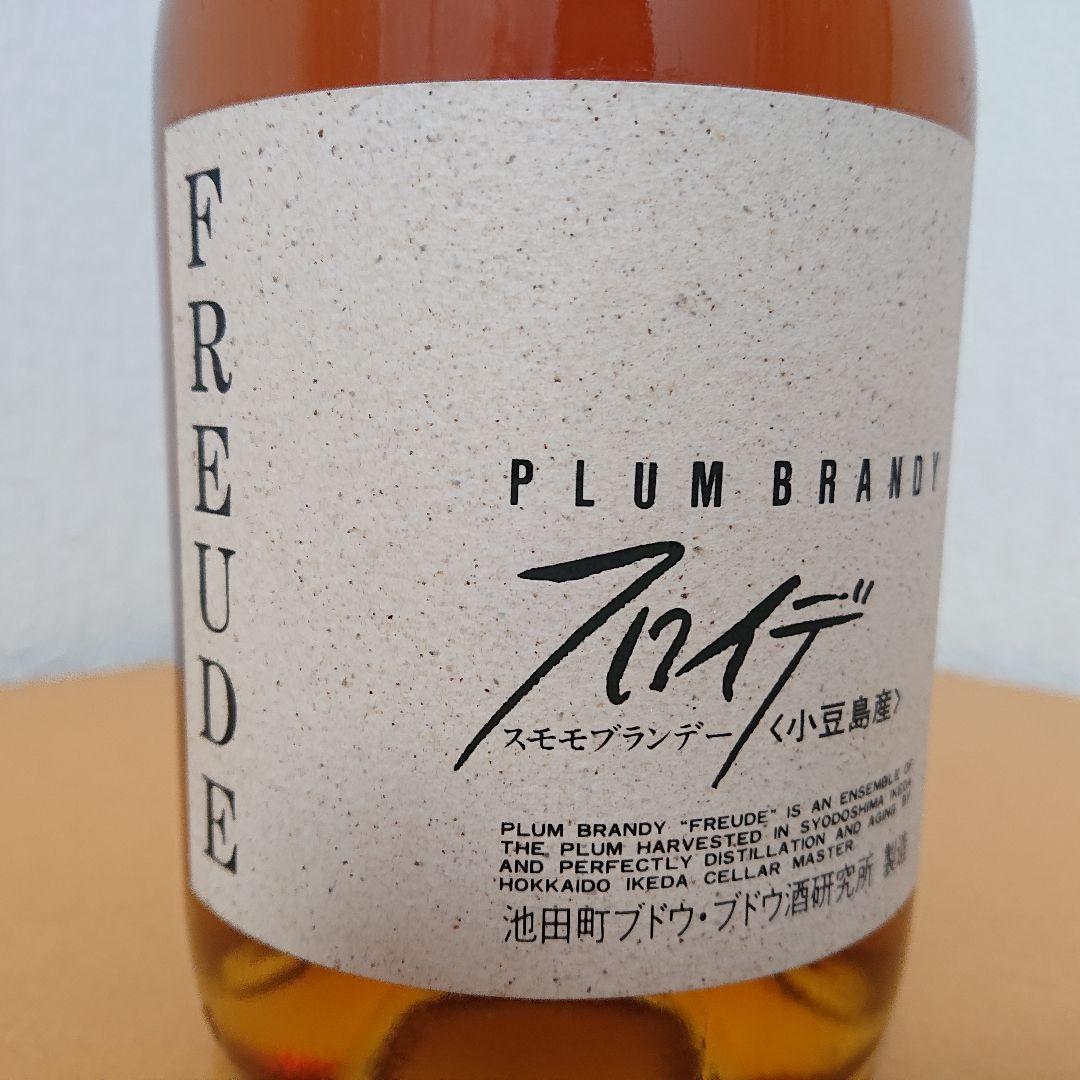 FREUDE
PLUM BRANDY
フロイデ
スモモブランデー 〈小豆島産〉
PLUM BRANDY "FREUDE" IS AN ENSEMBLE OF
THE PLUM HARVESTED IN SYODOSHIMA IKEDA
AND PERFECTLY DISTILLATION AND AGING BY
HOKKAIDO IKEDA CELLAR MASTER.
池田町ブドウ・ブドウ酒研究所 製造